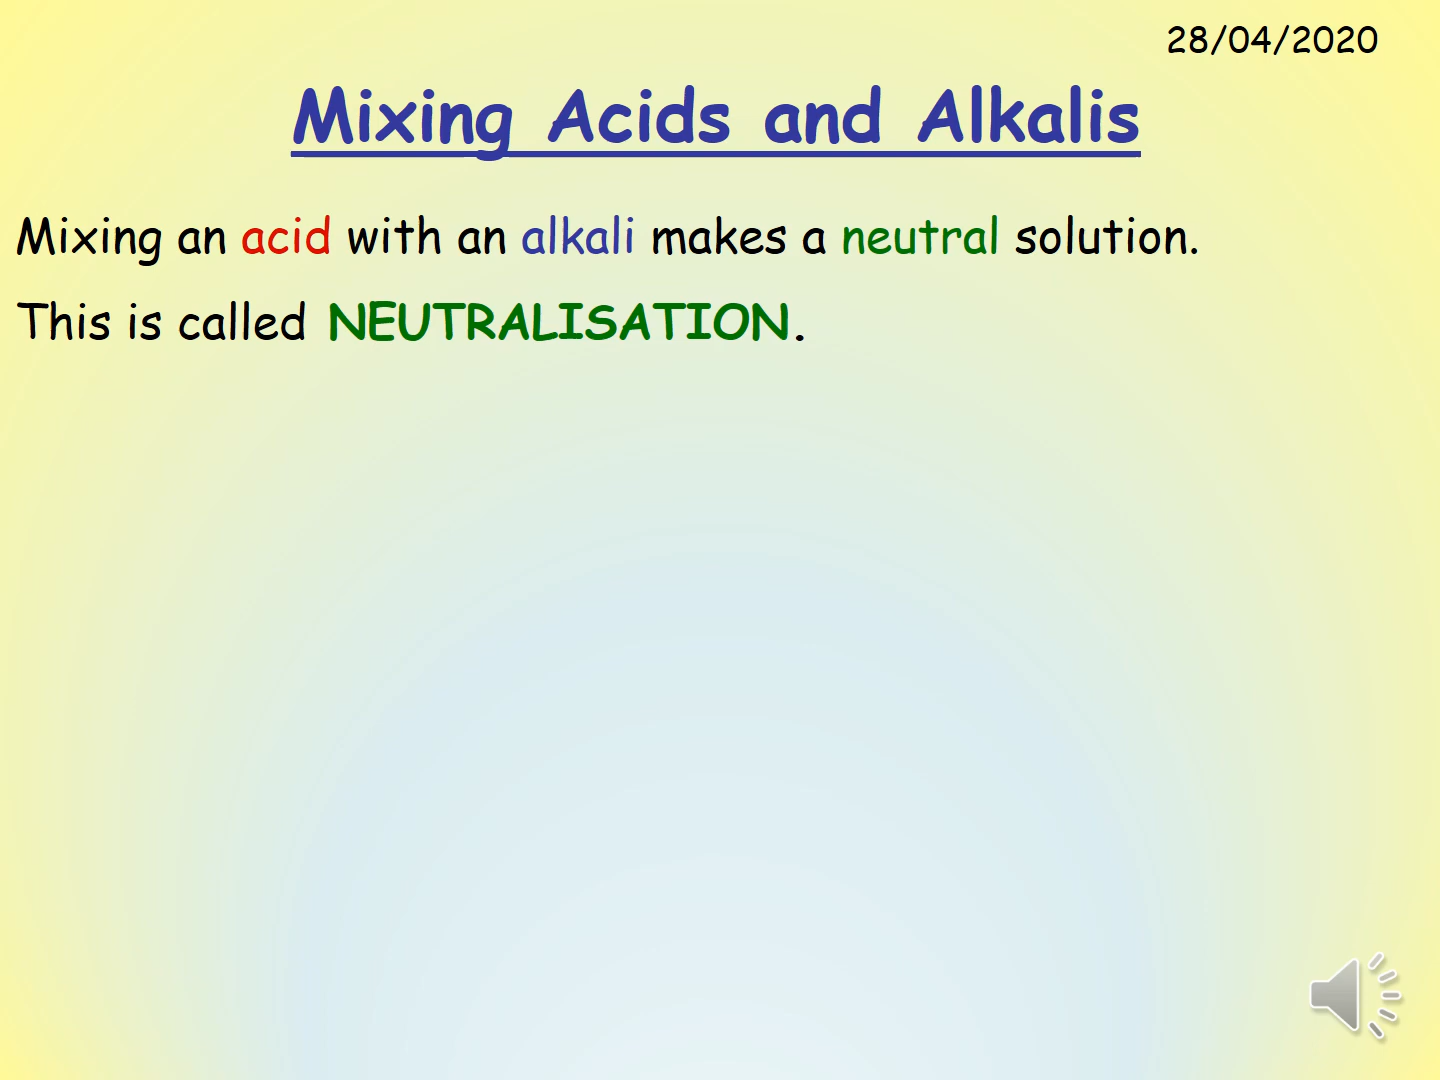 28/04/2020
Mixing Acids and Alkalis
Mixing an acid with an alkali makes a neutral solution.
This is called NEUTRALISATION.